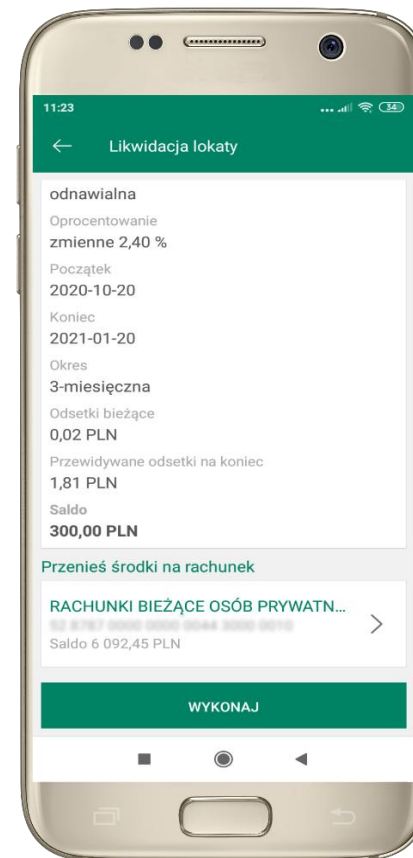 11:23
34
Likwidacja lokaty
odnawialna
Oprocentowanie
zmienne 2,40 %
Początek
2020-10-20
Koniec
2021-01-20
Okres
3-miesięczna
Odsetki bieżące
0,02 PLN
Przewidywane odsetki na koniec
1,81 PLN
Saldo
300,00 PLN
Przenieś środki na rachunek
RACHUNKI BIEŻĄCE OSÓB PRYWATN...
Saldo 6 092,45 PLN
WYKONAJ